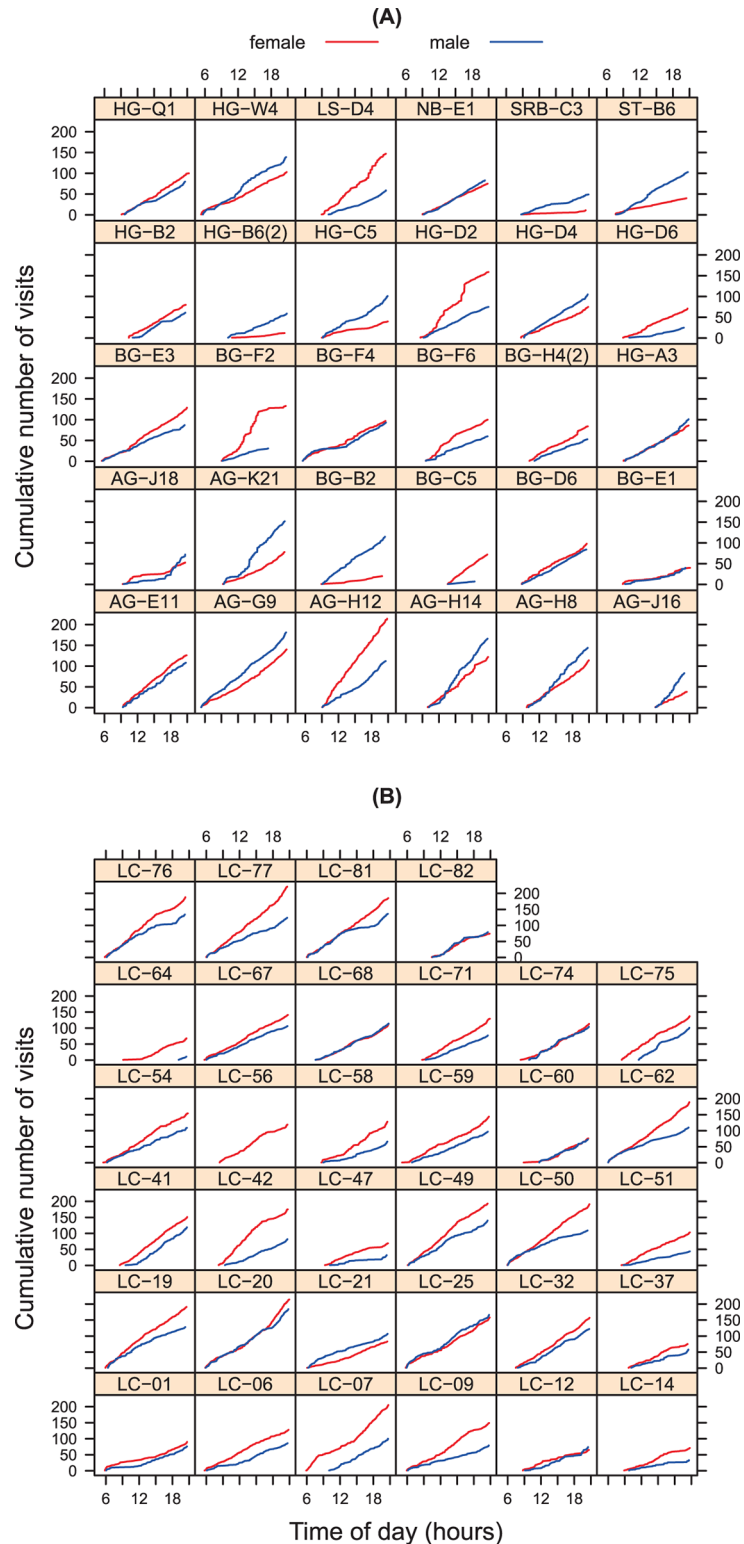 (A)
female male
6 12 18 6 12 18 6 12 18
HG−Q1 HG−W4 LS−D4 NB−E1 SRB−C3 ST−B6
200
150
100
50
0
HG−B2 HG−B6(2) HG−C5 HG−D2 HG−D4 HG−D6
200
150
100
50
0
BG−E3 BG−F2 BG−F4 BG−F6 BG−H4(2) HG−A3
200
150
100
50
0
AG−J18 AG−K21 BG−B2 BG−C5 BG−D6 BG−E1
200
150
100
50
0
AG−E11 AG−G9 AG−H12 AG−H14 AG−H8 AG−J16
200
150
100
50
0
6 12 18 6 12 18 6 12 18
Cumulative number of visits
(B)
6 12 18 6 12 18
LC−76 LC−77 LC−81 LC−82
200
150
100
50
0
LC−64 LC−67 LC−68 LC−71 LC−74 LC−75
200
150
100
50
0
LC−54 LC−56 LC−58 LC−59 LC−60 LC−62
200
150
100
50
0
LC−41 LC−42 LC−47 LC−49 LC−50 LC−51
200
150
100
50
0
LC−19 LC−20 LC−21 LC−25 LC−32 LC−37
200
150
100
50
0
LC−01 LC−06 LC−07 LC−09 LC−12 LC−14
200
150
100
50
0
6 12 18 6 12 18 6 12 18
Cumulative number of visits
Time of day (hours)